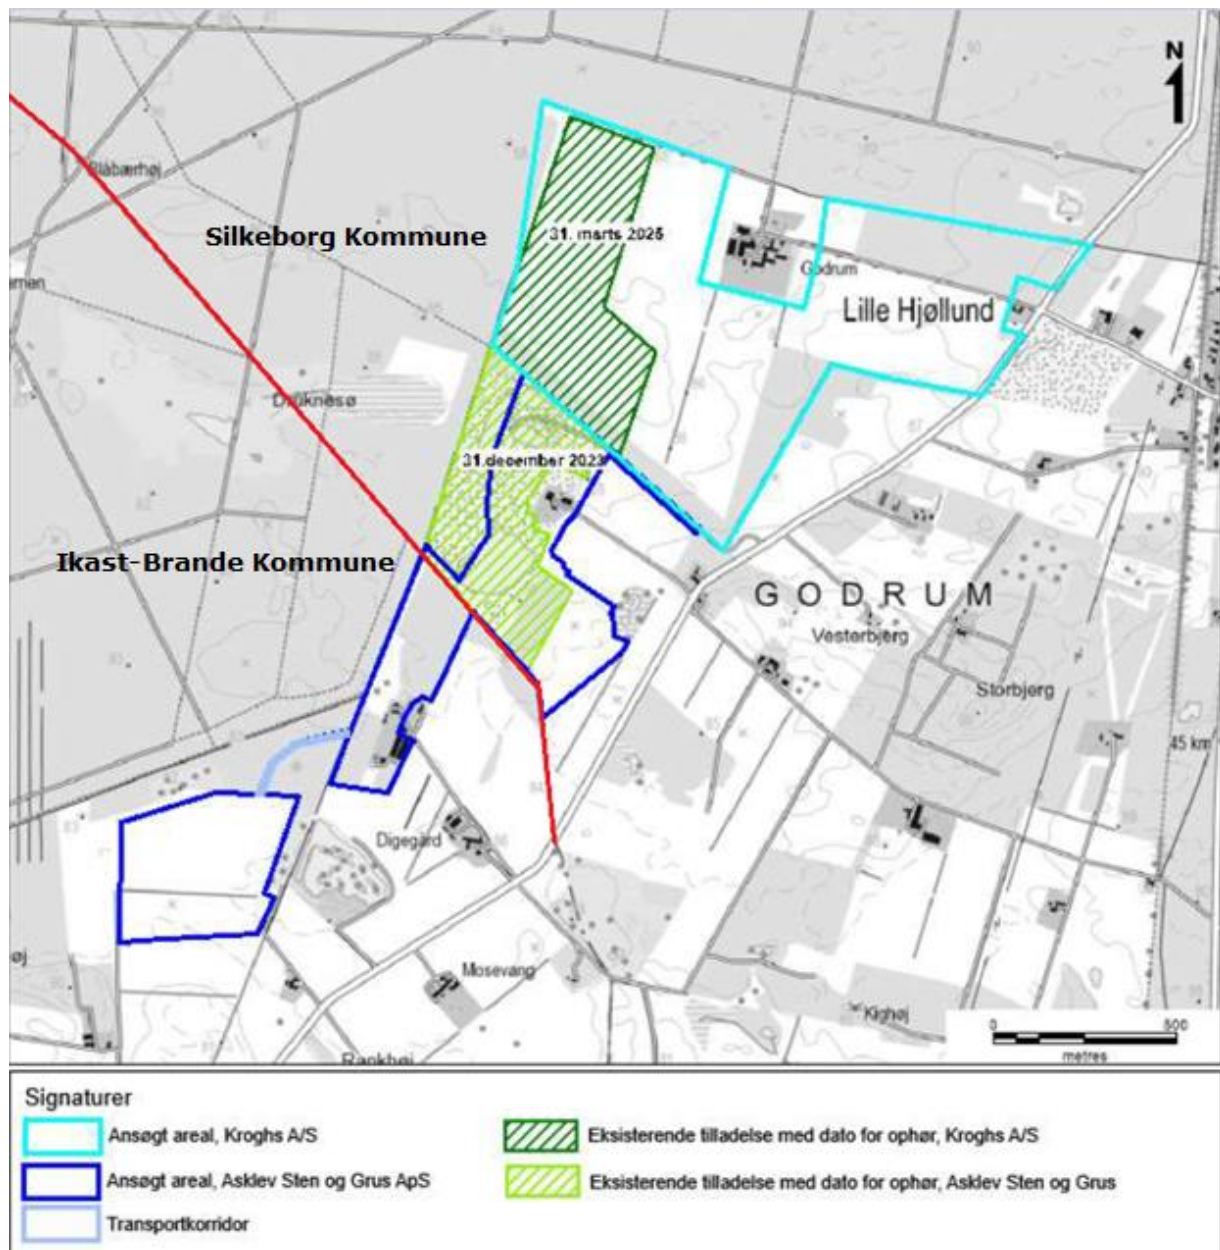 N
Blåbærhøj
Silkeborg Kommune
31. marts 2025
Godrum
Lille Hjøllund
31.december 2023
Ikast-Brande Kommune
GODRUM
Vesterbjerg
Storbjerg
45 km
Digegård
Mosevang
Kighøj
0 500
metres
Signaturer
Ansøgt areal, Kroghs A/S
Eksisterende tilladelse med dato for ophør, Kroghs A/S
Ansøgt areal, Asklev Sten og Grus ApS
Eksisterende tilladelse med dato for ophør, Asklev Sten og Grus
Transportkorridor